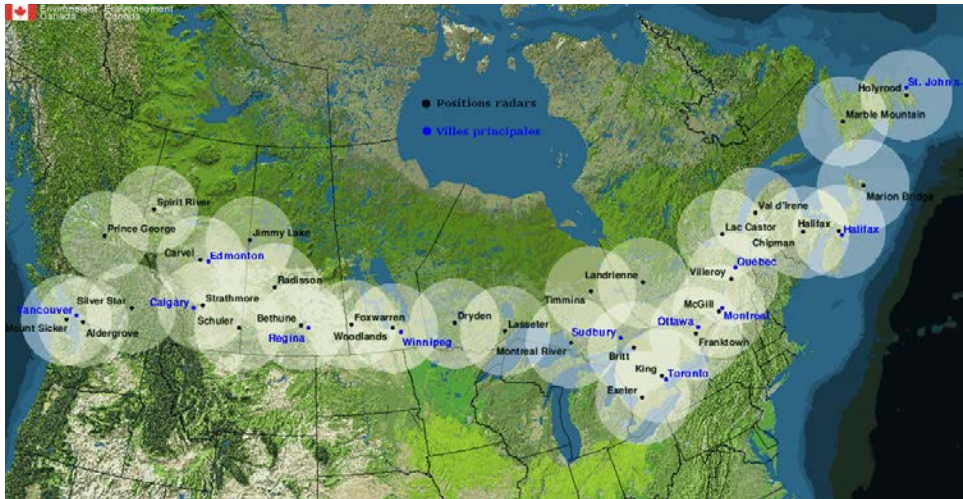 Environment Environnement
Canada Canada
Positions radars
Villes principales
St. John's
Holyrood
Marble Mountain
Marion Bridge
Spirit River
Prince George
Jimmy Lake
Carvel
Edmonton
Radisson
Silver Star
Calgary
Strathmore
Vancouver
Mount Sicker
Aldergrove
Schuler
Bethune
Regina
Foxwarren
Woodlands
Winnipeg
Dryden
Lasseter
Montreal River
Timmins
Landrienne
Sudbury
Britt
King
Toronto
Exeter
Ottawa
Franktown
McGill
Montreal
Villeroy
Québec
Lac Castor
Val d'Irene
Chipman
Halifax
Halifax